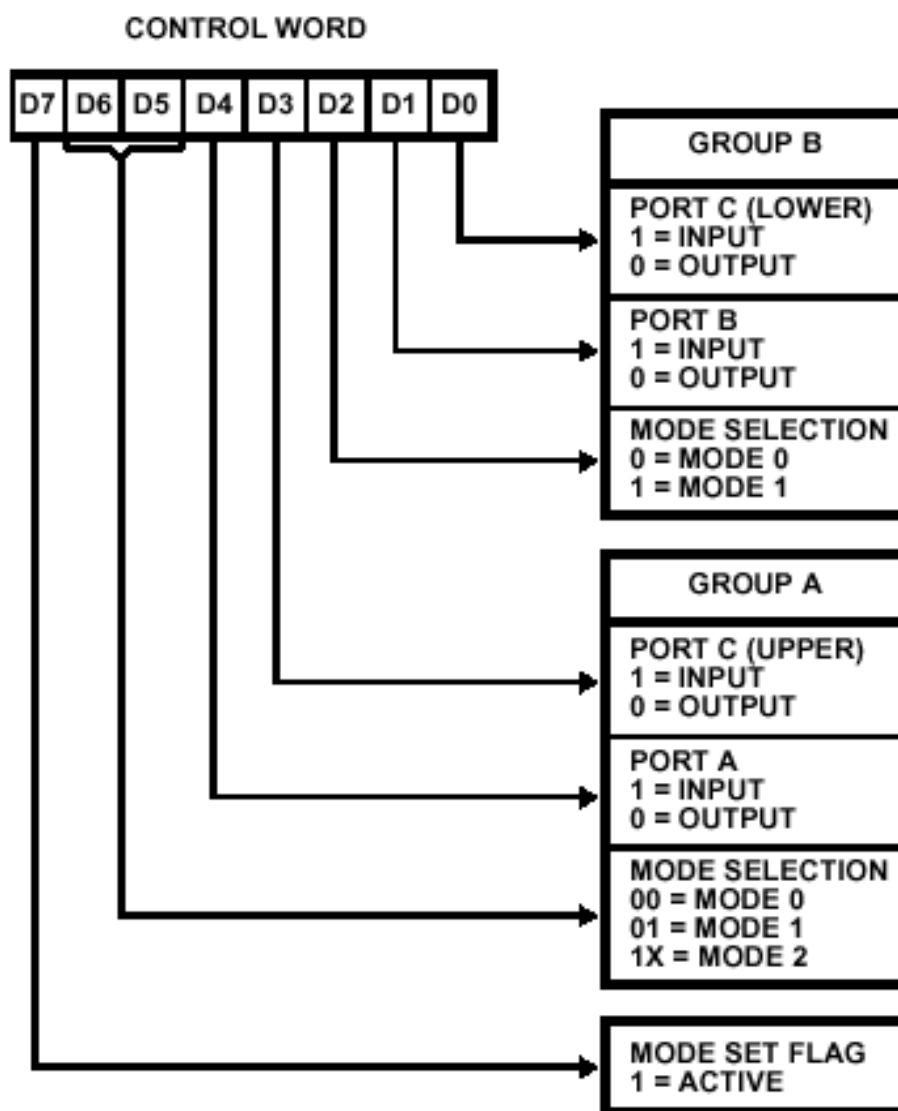 CONTROL WORD
D7 D6 D5 D4 D3 D2 D1 D0
GROUP B
PORT C (LOWER)
1 = INPUT
0 = OUTPUT
PORT B
1 = INPUT
0 = OUTPUT
MODE SELECTION
0 = MODE 0
1 = MODE 1
GROUP A
PORT C (UPPER)
1 = INPUT
0 = OUTPUT
PORT A
1 = INPUT
0 = OUTPUT
MODE SELECTION
00 = MODE 0
01 = MODE 1
1X = MODE 2
MODE SET FLAG
1 = ACTIVE